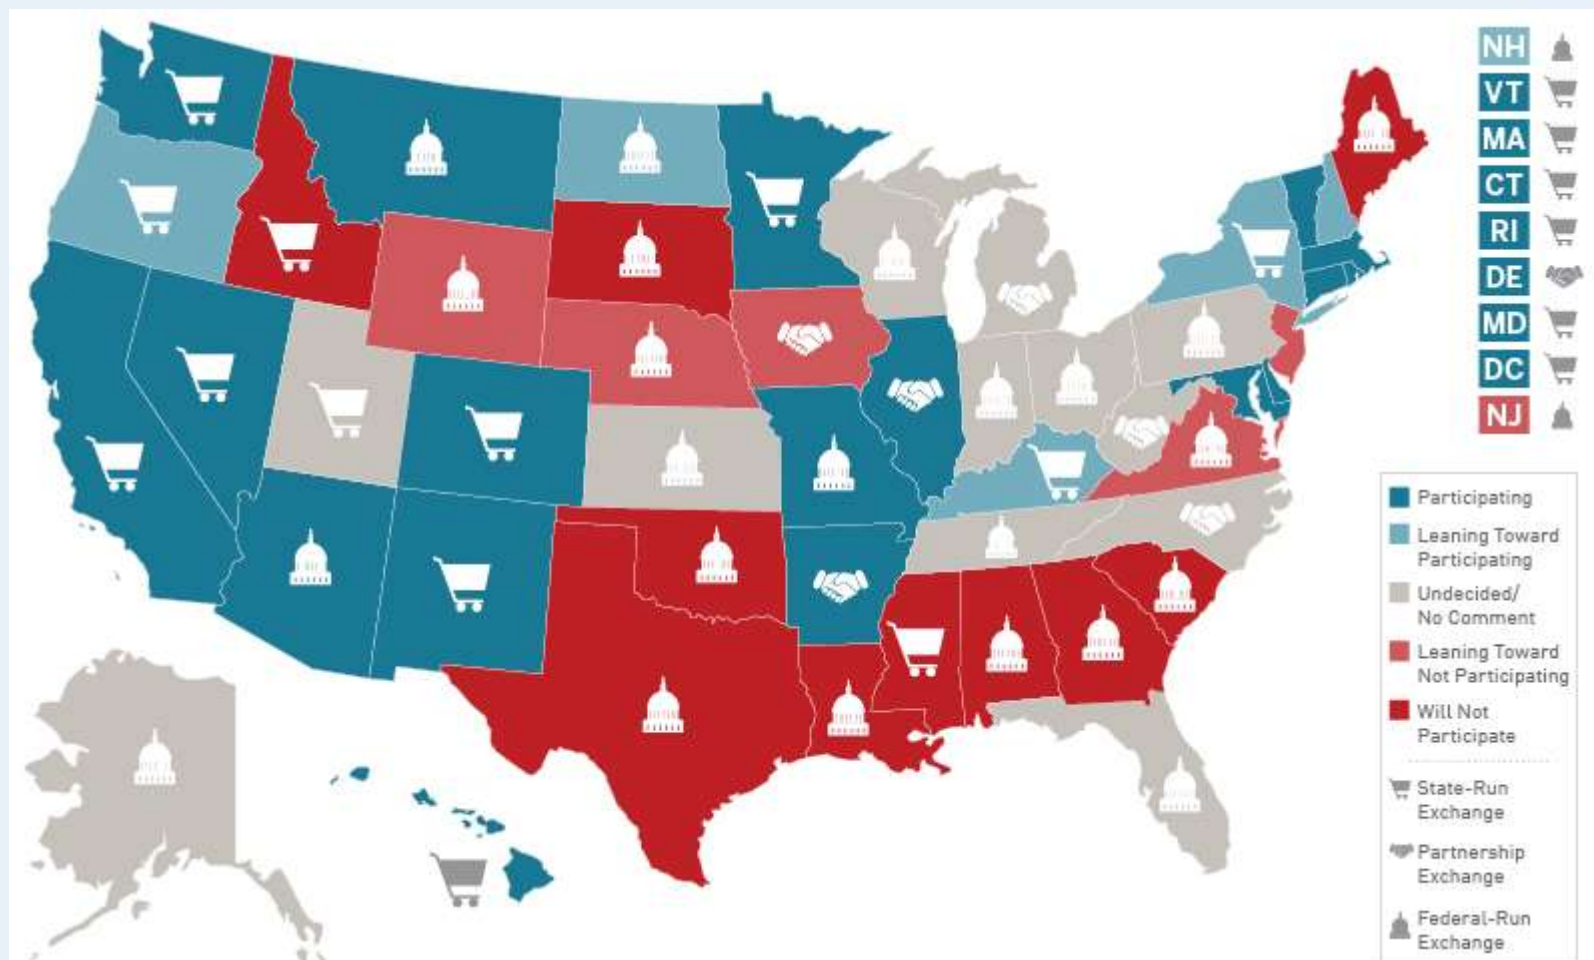 NH
VT
MA
CT
RI
DE
MD
DC
NJ
Participating
Leaning Toward
Participating
Undecided/
No Comment
Leaning Toward
Not Participating
Will Not
Participate
State-Run
Exchange
Partnership
Exchange
Federal-Run
Exchange